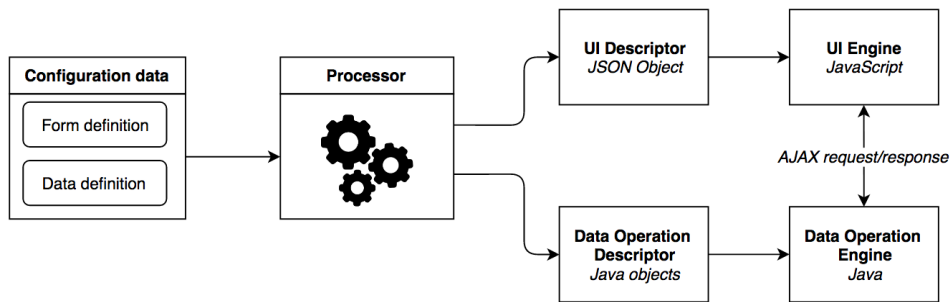 Configuration data
Form definition
Data definition
Processor
UI Descriptor
JSON Object
UI Engine
JavaScript
AJAX request/response
Data Operation
Descriptor
Java objects
Data Operation
Engine
Java